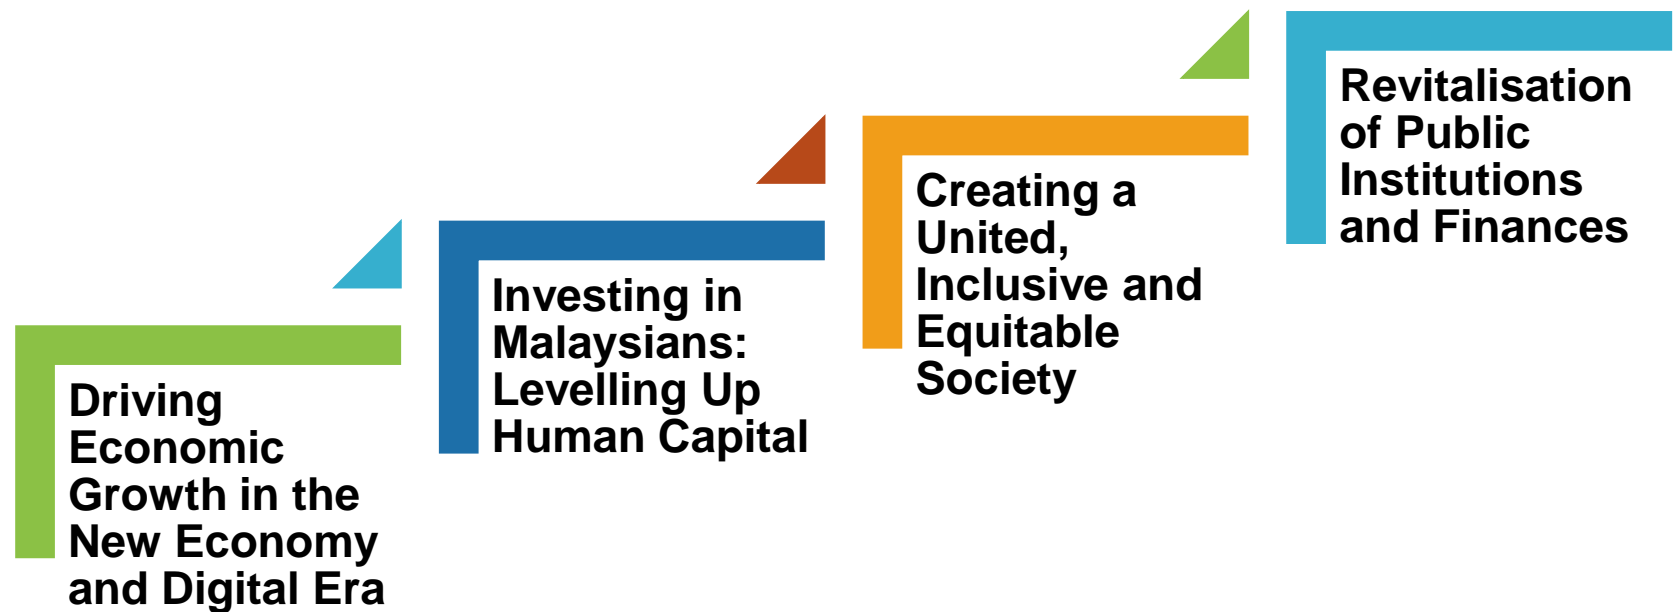 Driving
Economic
Growth in the
New Economy
and Digital Era
Investing in
Malaysians:
Levelling Up
Human Capital
Creating a
United,
Inclusive and
Equitable
Society
Revitalisation
of Public
Institutions
and Finances